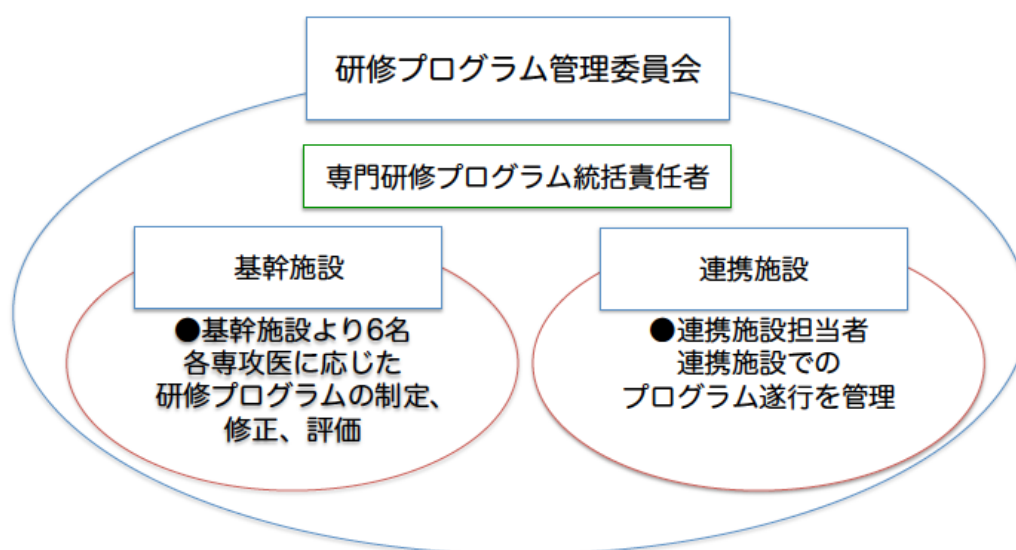 研修プログラム管理委員会
専門研修プログラム統括責任者
基幹施設
●基幹施設より6名
各専攻医に応じた
研修プログラムの制定、
修正、評価
連携施設
●連携施設担当者
連携施設での
プログラム遂行を管理